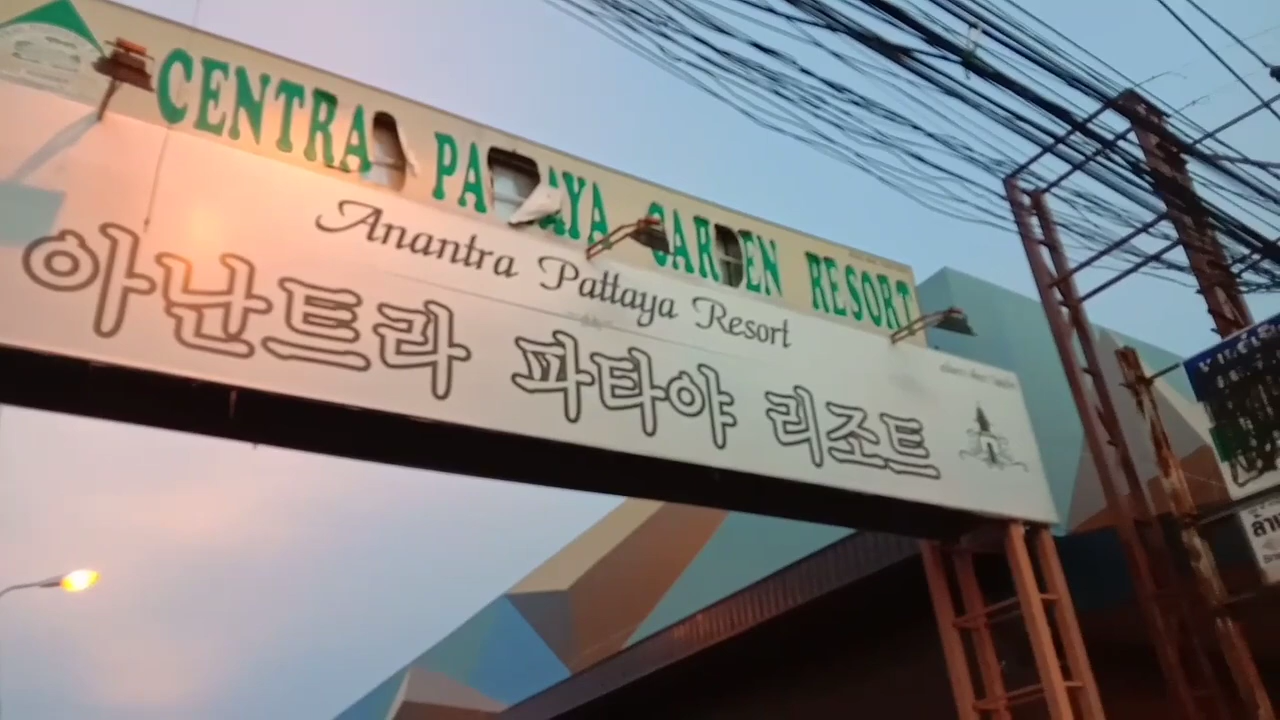 CENTRA PA AYA GARDEN RESORT
Anantra Pattaya Resort
아난트라 파타야 리조트